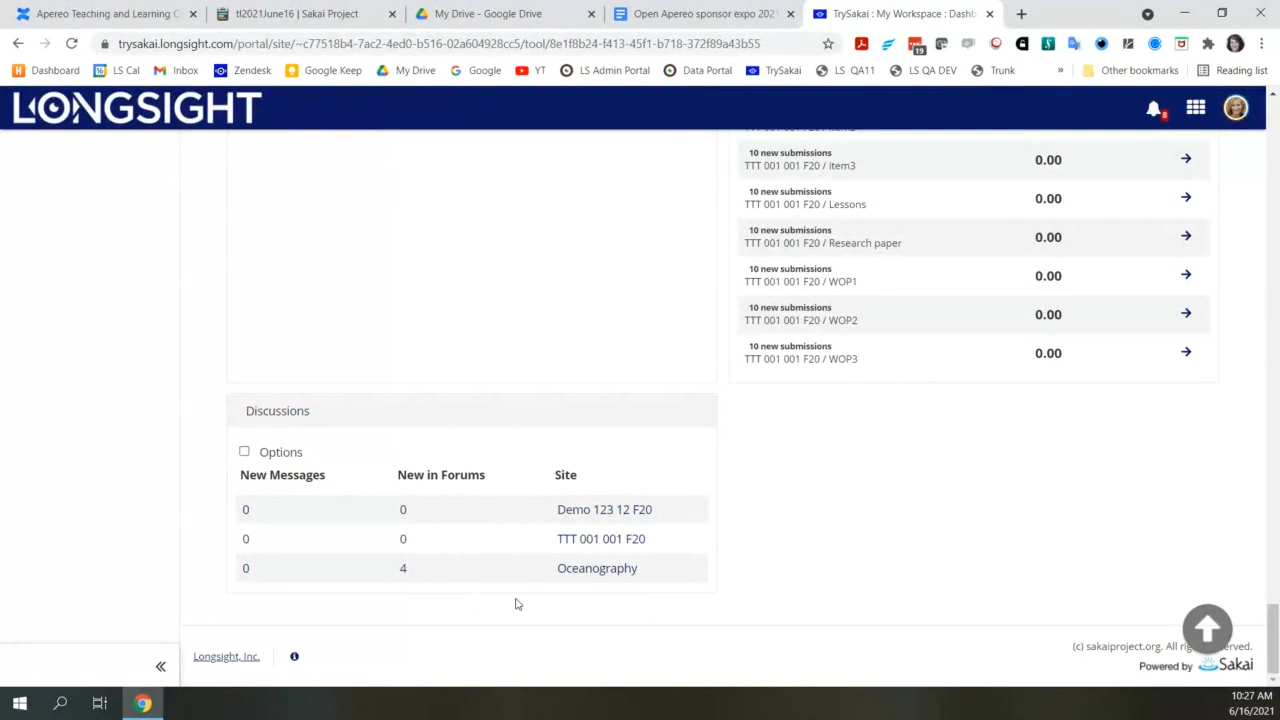 Apereo Teaching and Learning C
tl2021June16 | Sakai Project
My Drive - Google Drive
Open Apereo sponsor expo 2021
TrySakai : My Workspace : Dashb
trysakai.longsight.com/portal/site/~c77518b4-7ac2-4ed0-b516-02a604928cc5/tool/8e1f8b24-f413-45ff-b718-372f89a43b55
19
Dashboard
LS Cal
Inbox
Zendesk
Google Keep
My Drive
Google
YT
LS Admin Portal
Data Portal
TrySakai
LS QA11
LS QA DEV
Trunk
»
Other bookmarks
Reading list
LONGSIGHT
8
10 new submissions
TTT 001 001 F20 / item3
0.00
10 new submissions
TTT 001 001 F20 / Lessons
0.00
10 new submissions
TTT 001 001 F20 / Research paper
0.00
10 new submissions
TTT 001 001 F20 / WOP1
0.00
10 new submissions
TTT 001 001 F20 / WOP2
0.00
10 new submissions
TTT 001 001 F20 / WOP3
0.00
Discussions
Options
New Messages New in Forums Site
0 0 Demo 123 12 F20
0 0 TTT 001 001 F20
0 4 Oceanography
Longsight, Inc.
(c) sakaiproject.org. All rig erved.
Powered by Sakai
10:27 AM
6/16/2021